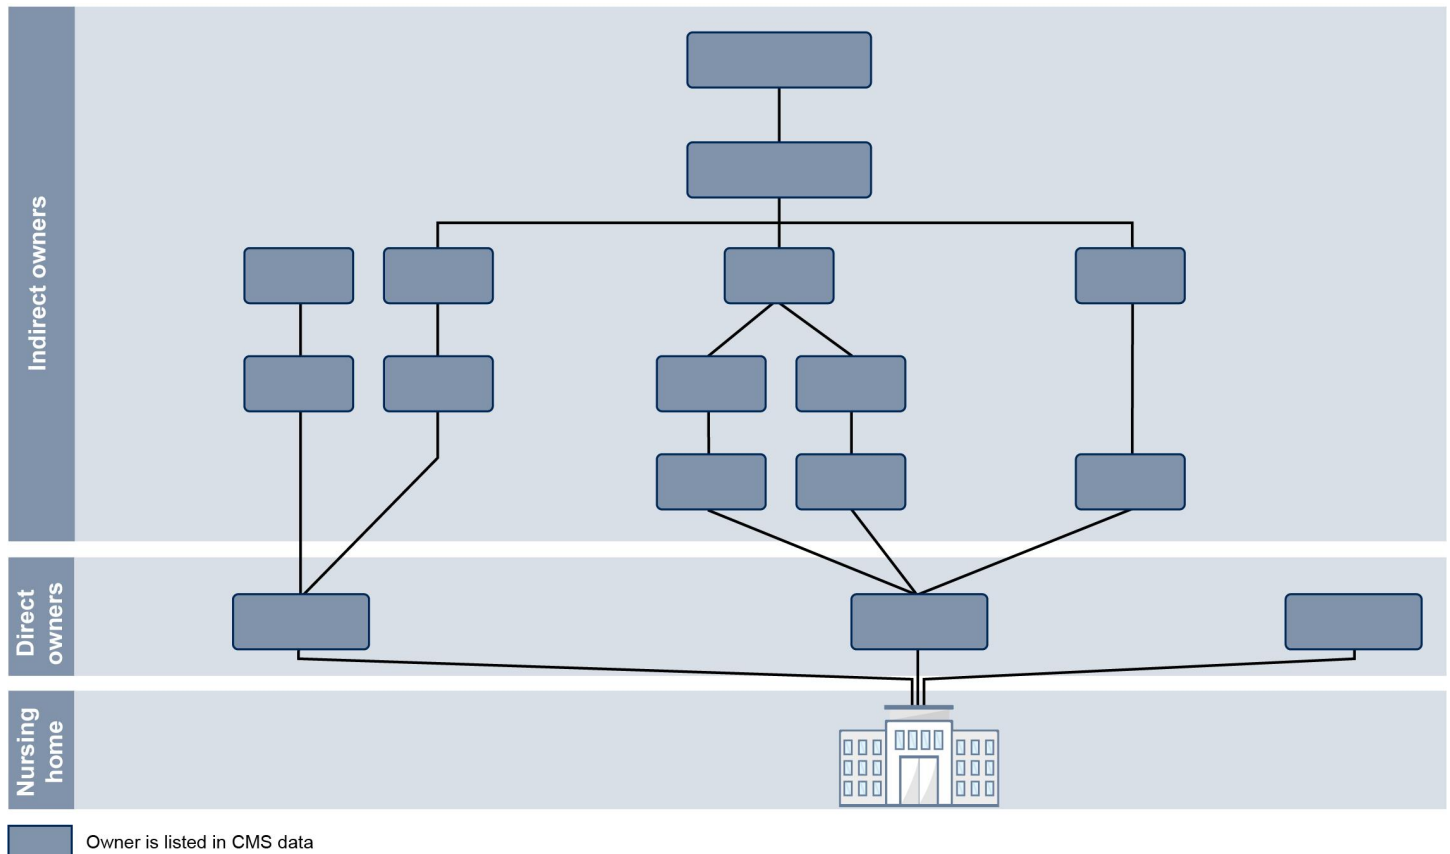 Indirect owners
Direct
owners
Nursing
home
Owner is listed in CMS data